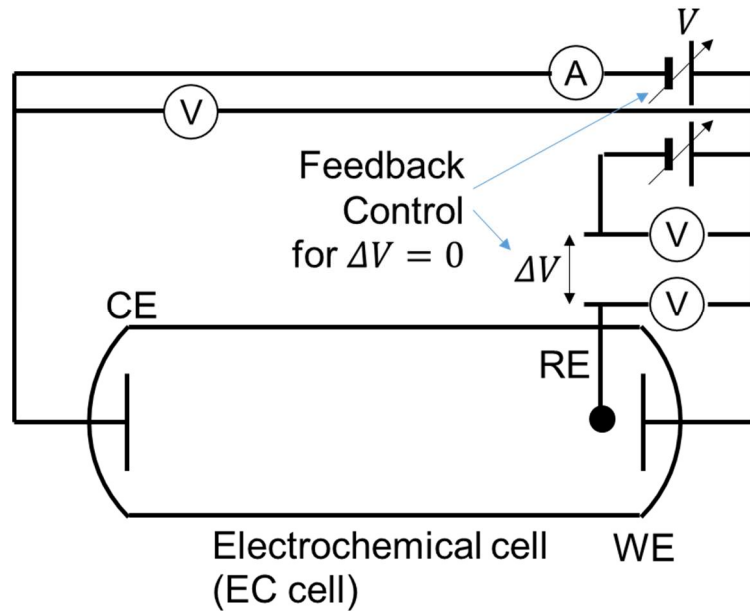 V
A
V
Feedback
Control
for ΔV = 0
V
ΔV
V
CE
RE
Electrochemical cell
(EC cell)
WE